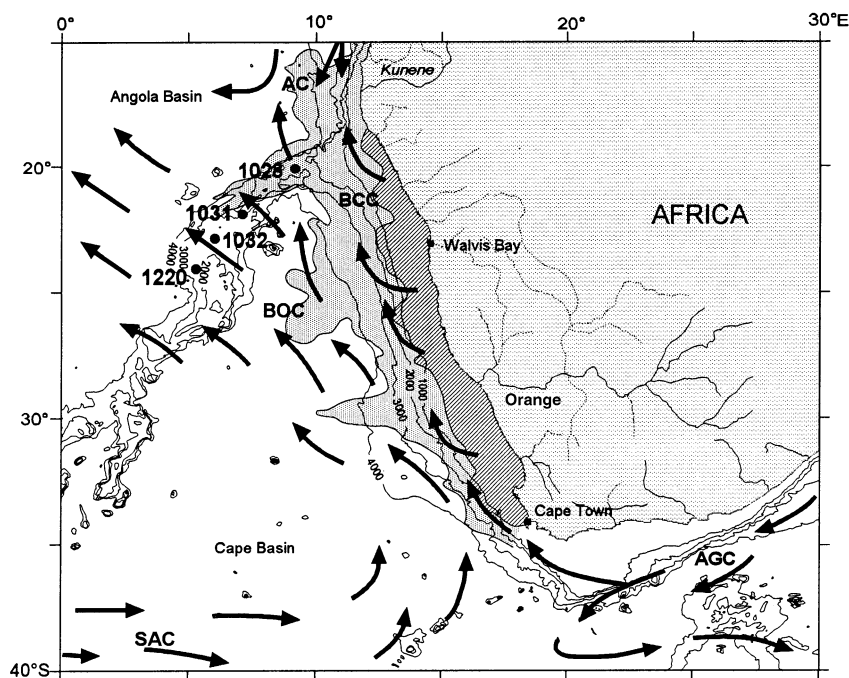 0° 10° 20° 30°E
Kunene
AC
Angola Basin
20°
1028
BCC
1031
AFRICA
1032
Walvis Bay
4000
3000
2000
1220
BOC
1000
2000
3000
Orange
30°
4000
Cape Town
Cape Basin
AGC
SAC
40°S
20°